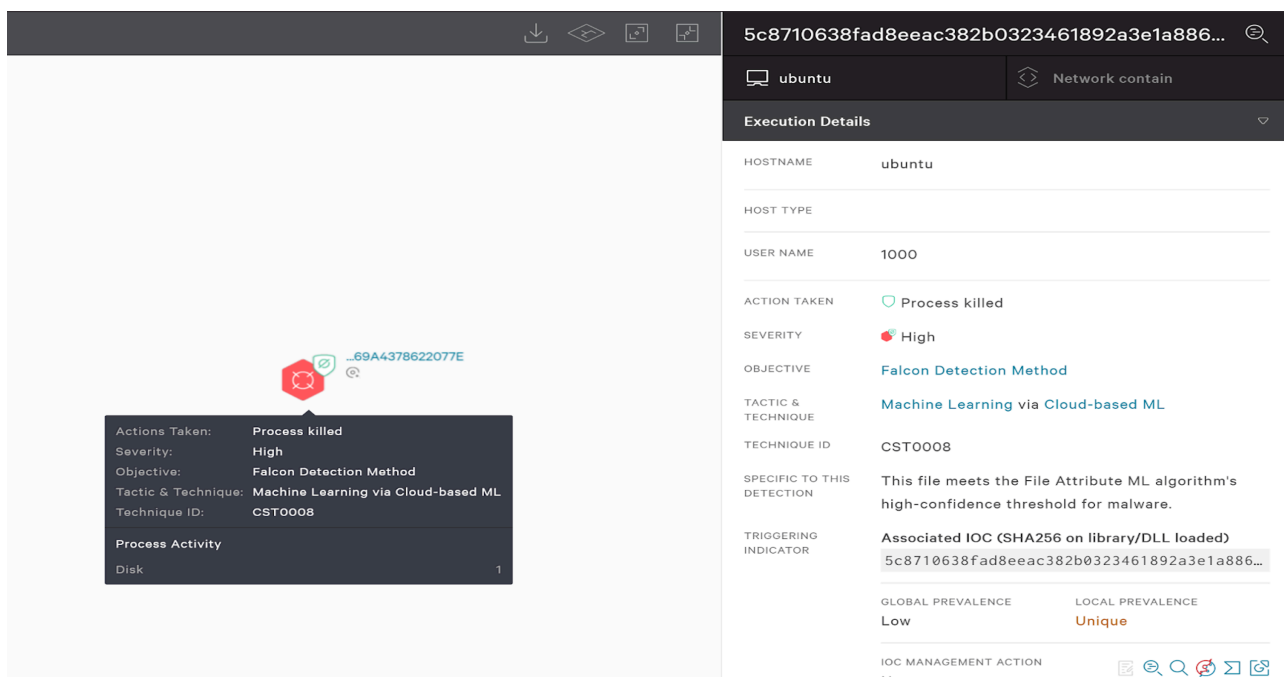 5c8710638fad8eeac382b0323461892a3e1a886...
ubuntu
Network contain
Execution Details
HOSTNAME ubuntu
HOST TYPE
USER NAME 1000
ACTION TAKEN Process killed
SEVERITY High
OBJECTIVE Falcon Detection Method
TACTIC & TECHNIQUE Machine Learning via Cloud-based ML
TECHNIQUE ID CST0008
SPECIFIC TO THIS DETECTION This file meets the File Attribute ML algorithm's
high-confidence threshold for malware.
TRIGGERING INDICATOR Associated IOC (SHA256 on library/DLL loaded)
5c8710638fad8eeac382b0323461892a3e1a886...
GLOBAL PREVALENCE LOCAL PREVALENCE
Low Unique
IOC MANAGEMENT ACTION
...69A4378622077E
Actions Taken: Process killed
Severity: High
Objective: Falcon Detection Method
Tactic & Technique: Machine Learning via Cloud-based ML
Technique ID: CST0008
Process Activity
Disk 1